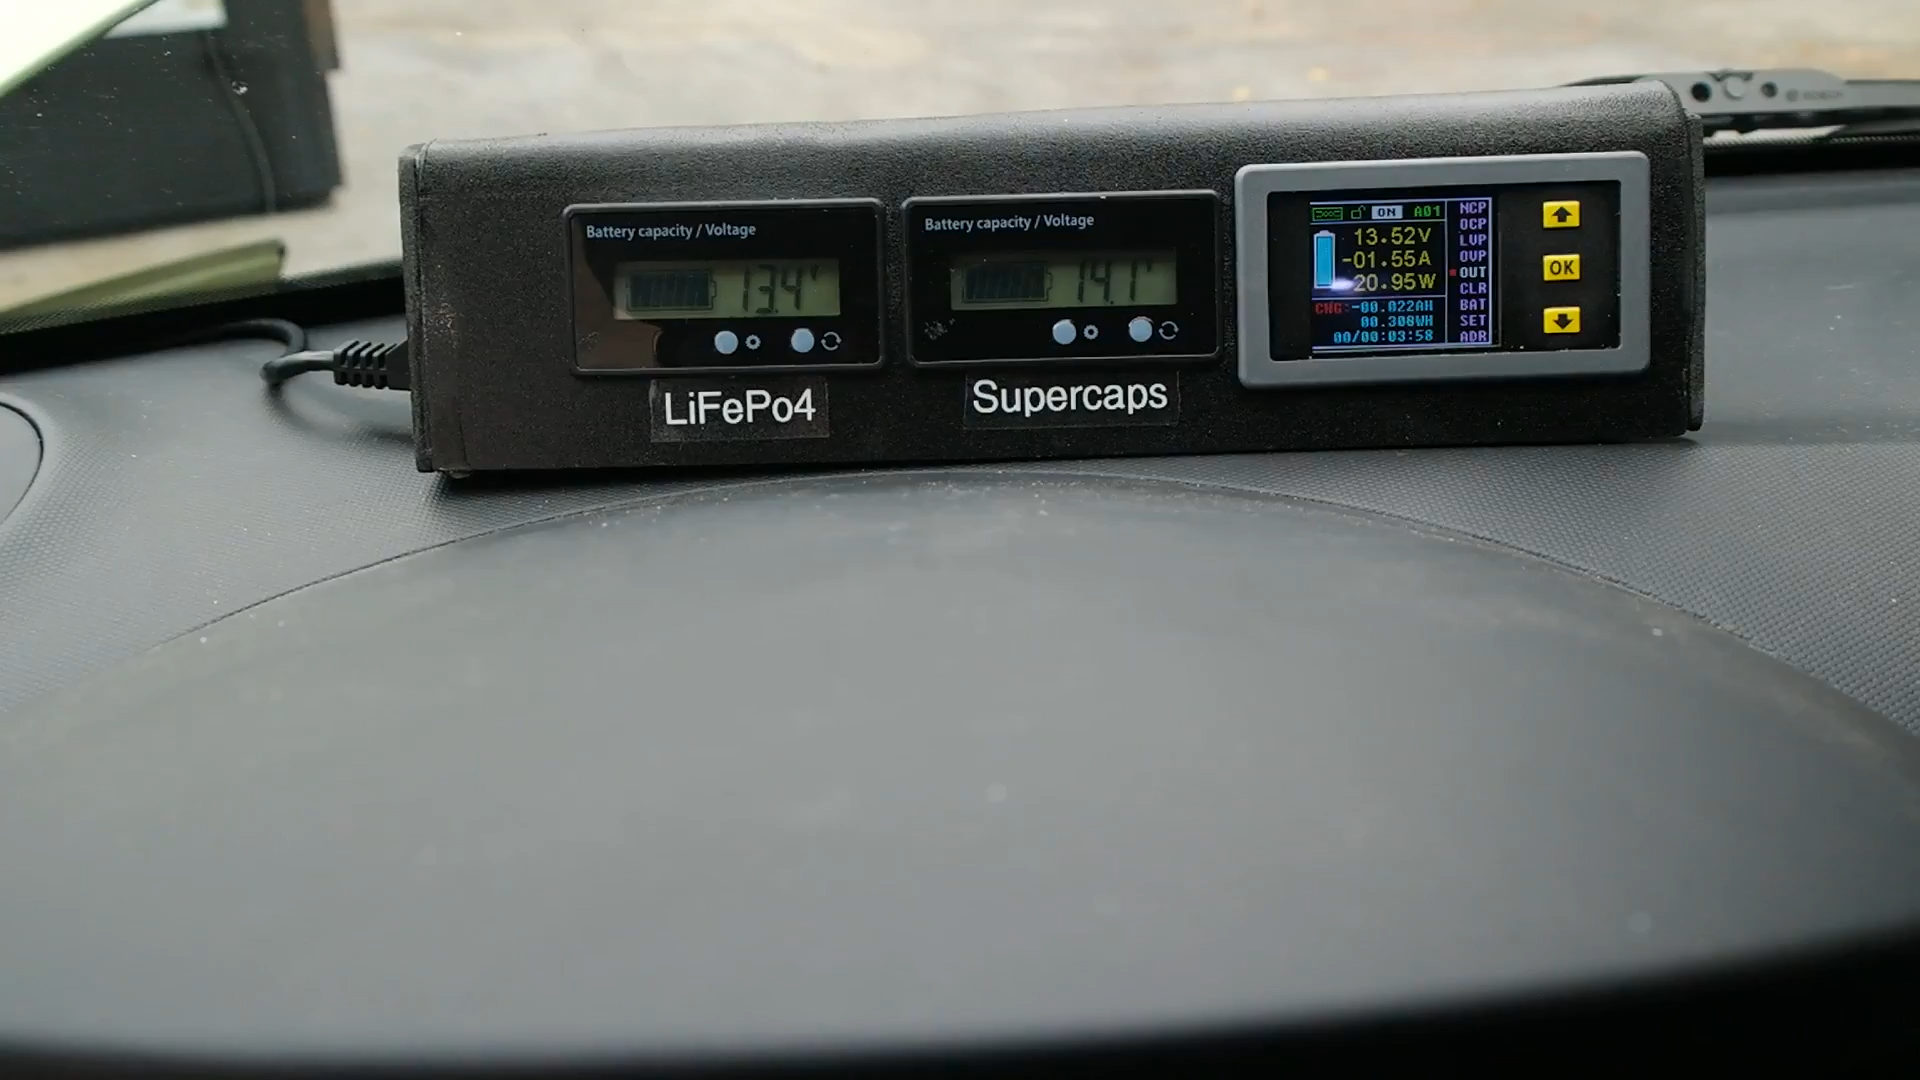 Battery capacity / Voltage
13.4 V
LiFePo4
Battery capacity / Voltage
14.1 V
Supercaps
ON A01
13.52V
-01.55A
20.95W
CHG:-00.022AH
00.308WH
00/00:03:58
NCP
OCP
LVP
OVP
OUT
CLR
BAT
SET
ADR
OK